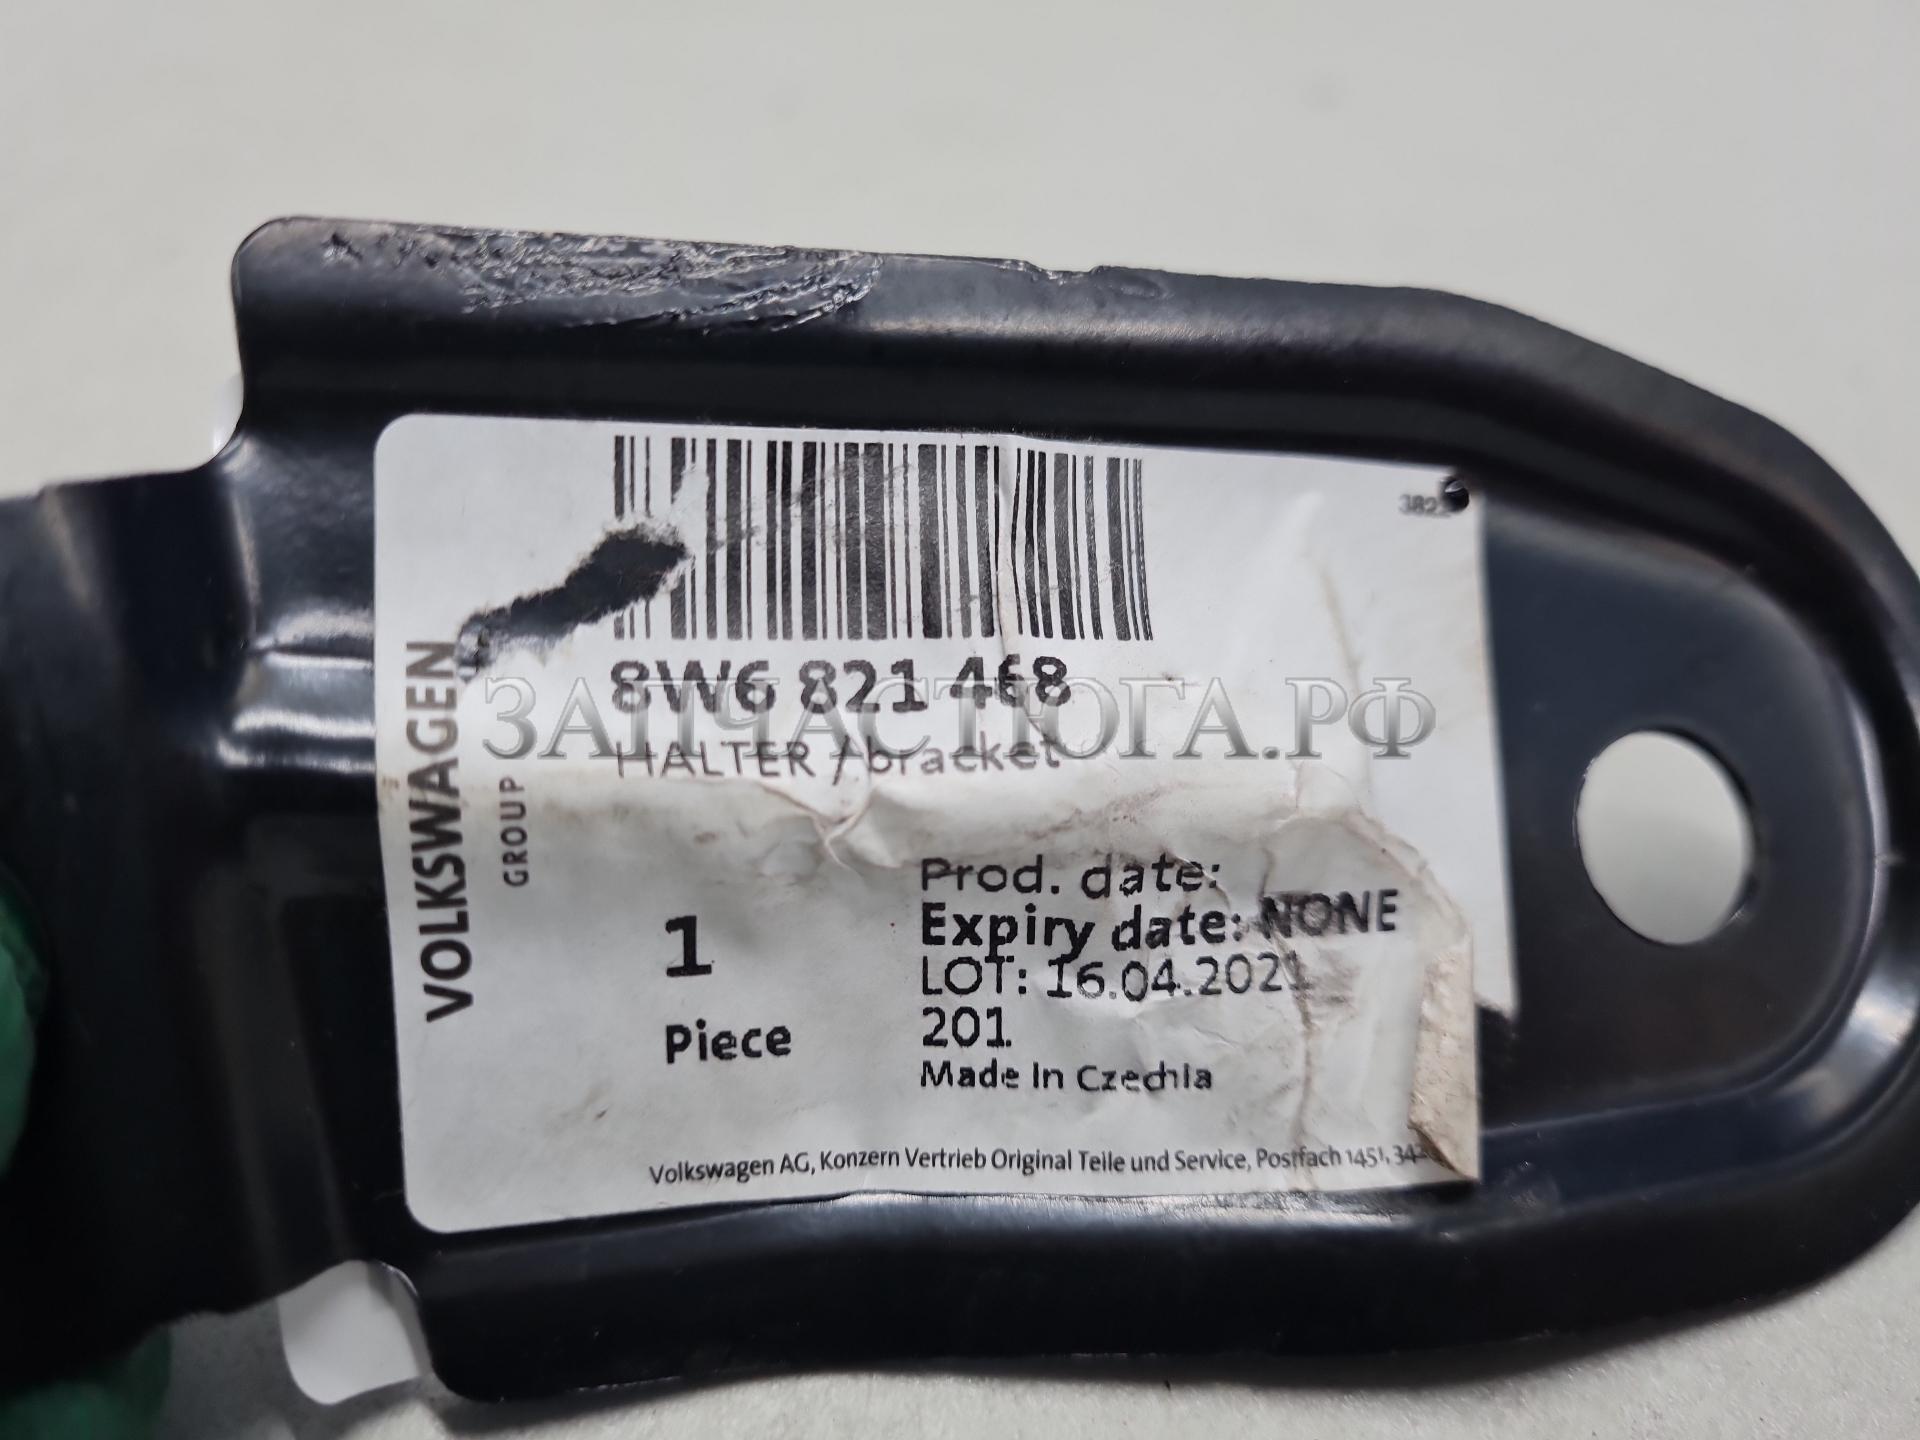 VOLKSWAGEN
GROUP
8W6 821 468
ЗАПЧАСТЮГА.РФ
HALTER / bracket
1
Piece
Prod. date:
Expiry date: NONE
LOT: 16.04.2021
201
Made in Czechia
Volkswagen AG, Konzern Vertrieb Original Teile und Service, Postfach 1451,